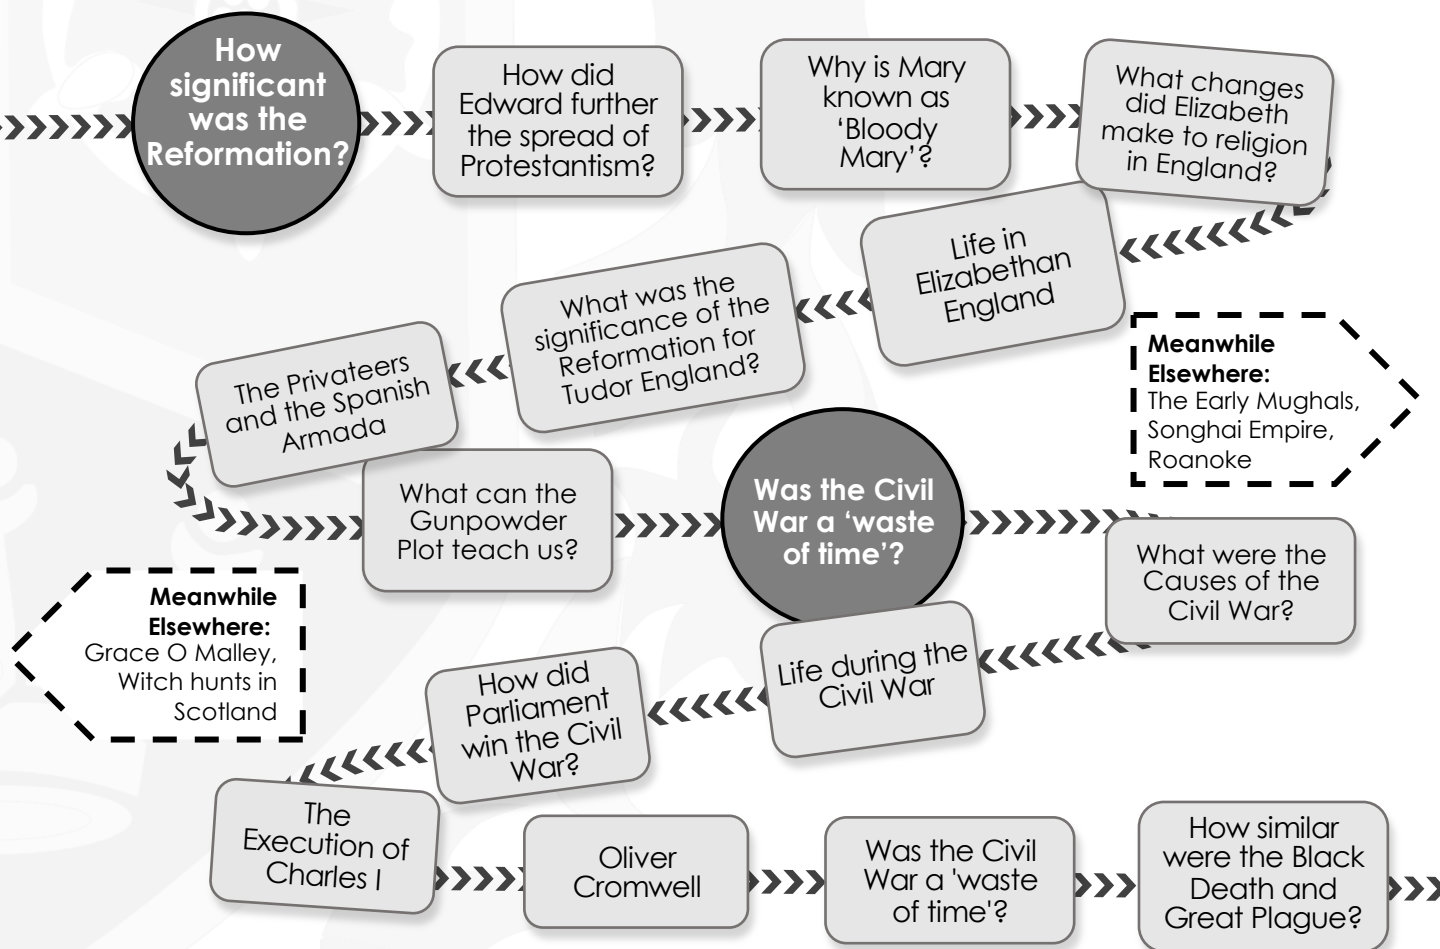 How
significant
was the
Reformation?
How did
Edward further
the spread of
Protestantism?
Why is Mary
known as
‘Bloody
Mary’?
What changes
did Elizabeth
make to religion
in England?
Life in
Elizabethan
England
What was the
significance of the
Reformation for
Tudor England?
The Privateers
and the Spanish
Armada
Meanwhile
Elsewhere:
The Early Mughals,
Songhai Empire,
Roanoke
What can the
Gunpowder
Plot teach us?
Was the Civil
War a ‘waste
of time’?
What were the
Causes of the
Civil War?
Meanwhile
Elsewhere:
Grace O Malley,
Witch hunts in
Scotland
Life during the
Civil War
How did
Parliament
win the Civil
War?
The
Execution of
Charles I
Oliver
Cromwell
Was the Civil
War a 'waste
of time'?
How similar
were the Black
Death and
Great Plague?